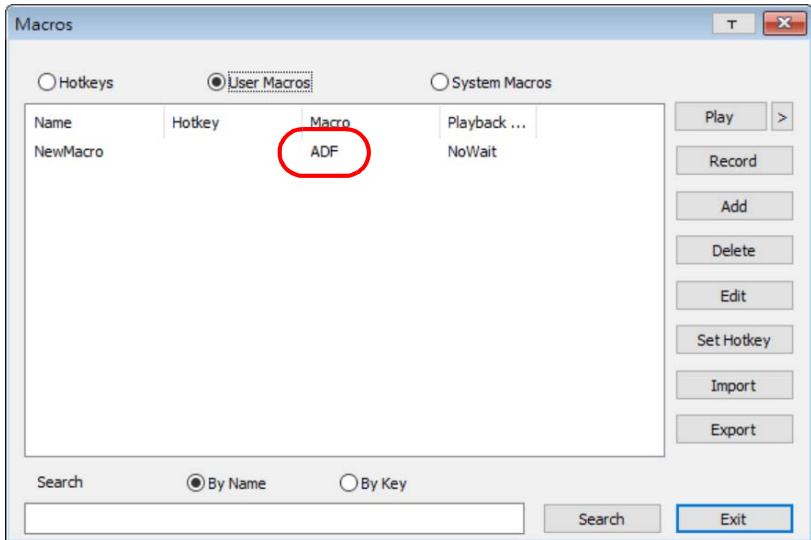 Macros
Hotkeys User Macros System Macros
Name Hotkey Macro Playback ...
NewMacro ADF NoWait
Play >
Record
Add
Delete
Edit
Set Hotkey
Import
Export
Search By Name By Key
Search Exit